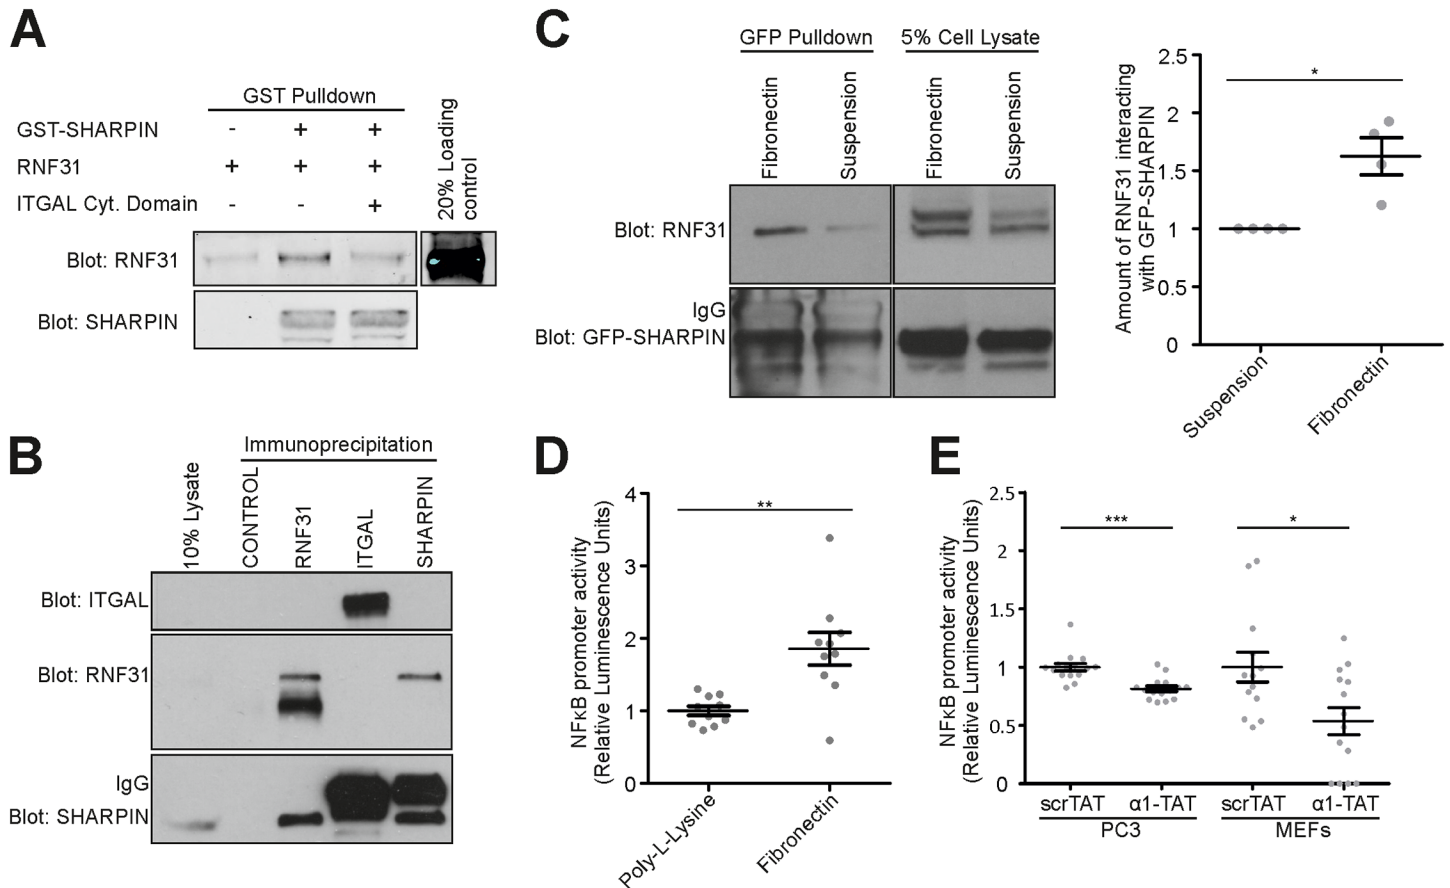 A
GST Pulldown
GST-SHARPIN - + +
RNF31 + + +
ITGAL Cyt. Domain - - +
20% Loading
control
Blot: RNF31
Blot: SHARPIN
B
Immunoprecipitation
10% Lysate
CONTROL
RNF31
ITGAL
SHARPIN
Blot: ITGAL
Blot: RNF31
IgG
Blot: SHARPIN
C
GFP Pulldown
5% Cell Lysate
Fibronectin
Suspension
Fibronectin
Suspension
Blot: RNF31
IgG
Blot: GFP-SHARPIN
Amount of RNF31 interacting
with GFP-SHARPIN
2.5
2
1.5
1
0.5
0
*
Suspension
Fibronectin
D
NFκB promoter activity
(Relative Luminescence Units)
4
3
2
1
0
**
Poly-L-Lysine
Fibronectin
E
NFκB promoter activity
(Relative Luminescence Units)
2.5
2
1.5
1
0.5
0
***
*
scrTAT α1-TAT scrTAT α1-TAT
PC3 MEFs